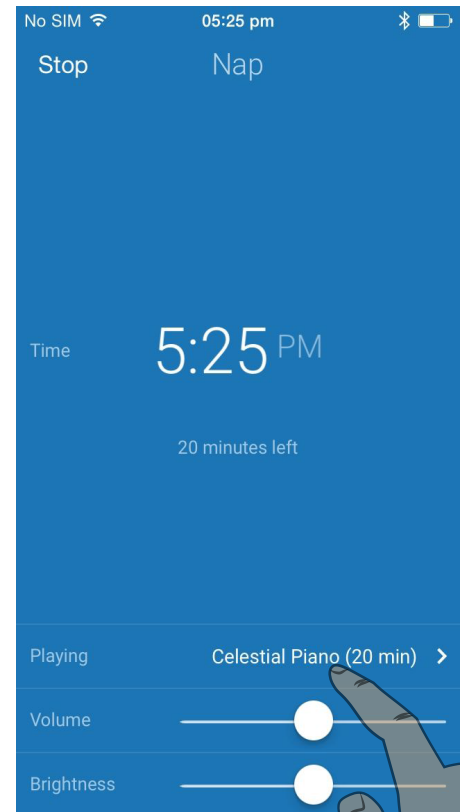 No SIM 05:25 pm
Stop Nap
Time 5:25 PM
20 minutes left
Playing Celestial Piano (20 min)
Volume
Brightness